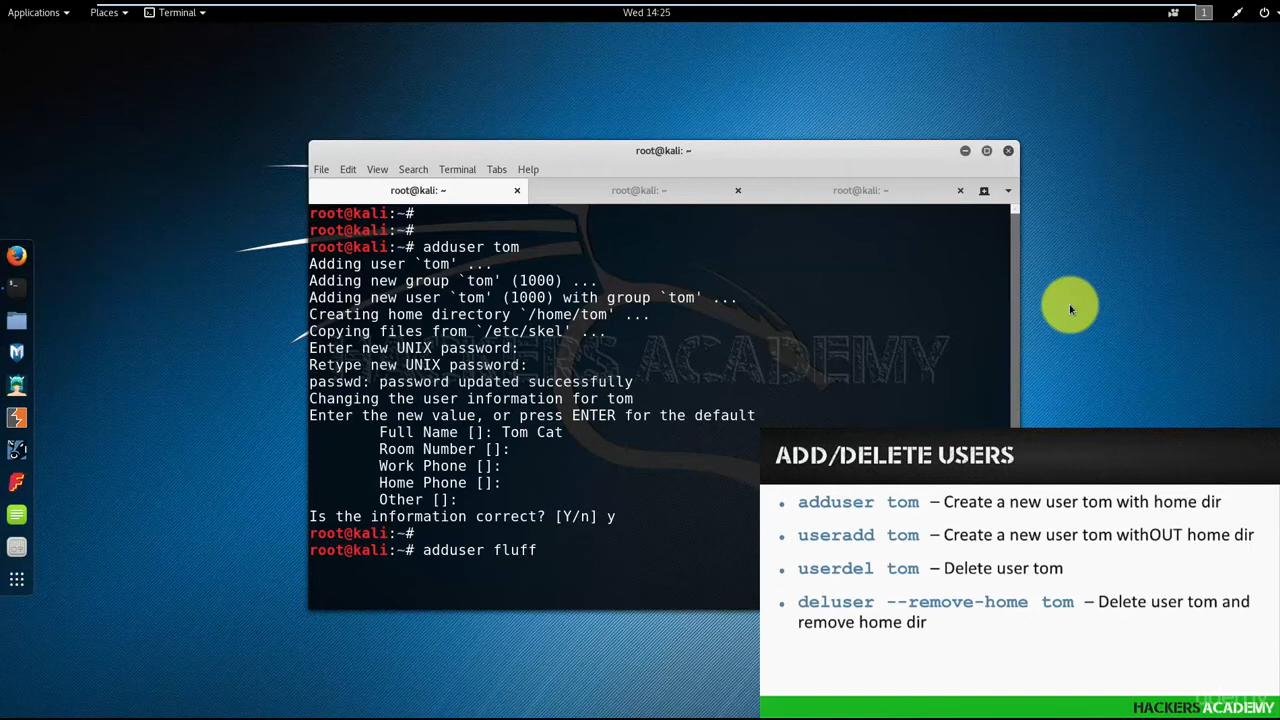 Applications Places Terminal Wed 14:25 1
root@kali: ~
File Edit View Search Terminal Tabs Help
root@kali: ~ root@kali: ~ root@kali: ~
root@kali:~#
root@kali:~#
root@kali:~# adduser tom
Adding user `tom' ...
Adding new group `tom' (1000) ...
Adding new user `tom' (1000) with group `tom' ...
Creating home directory `/home/tom' ...
Copying files from `/etc/skel' ...
Enter new UNIX password:
Retype new UNIX password:
passwd: password updated successfully
Changing the user information for tom
Enter the new value, or press ENTER for the default
Full Name []: Tom Cat
Room Number []:
Work Phone []:
Home Phone []:
Other []:
Is the information correct? [Y/n] y
root@kali:~#
root@kali:~# adduser fluff
HACKERS ACADEMY
ADD/DELETE USERS
• adduser tom – Create a new user tom with home dir
• useradd tom – Create a new user tom withOUT home dir
• userdel tom – Delete user tom
• deluser --remove-home tom – Delete user tom and
remove home dir
udemy
HACKERS ACADEMY